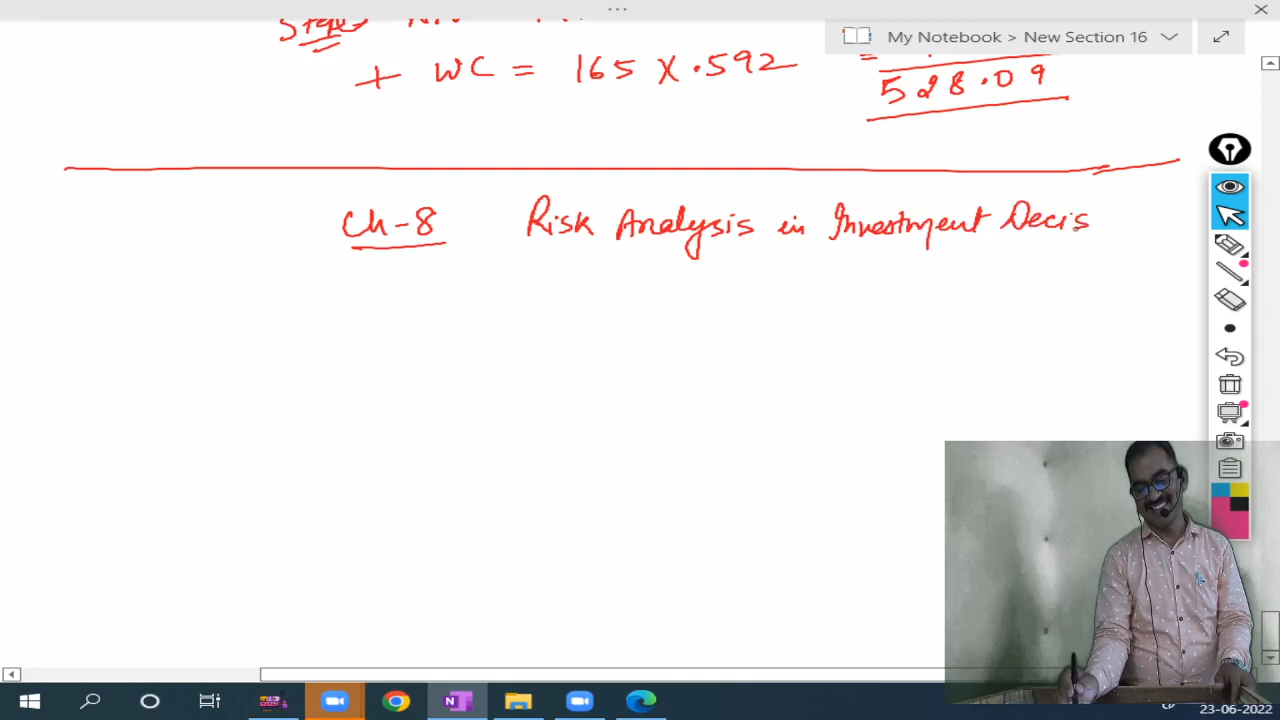 Steps
My Notebook > New Section 16
+ WC = 165 X .592 =
528.09
Ch-8 Risk Analysis in Investment Decis
23-06-2022